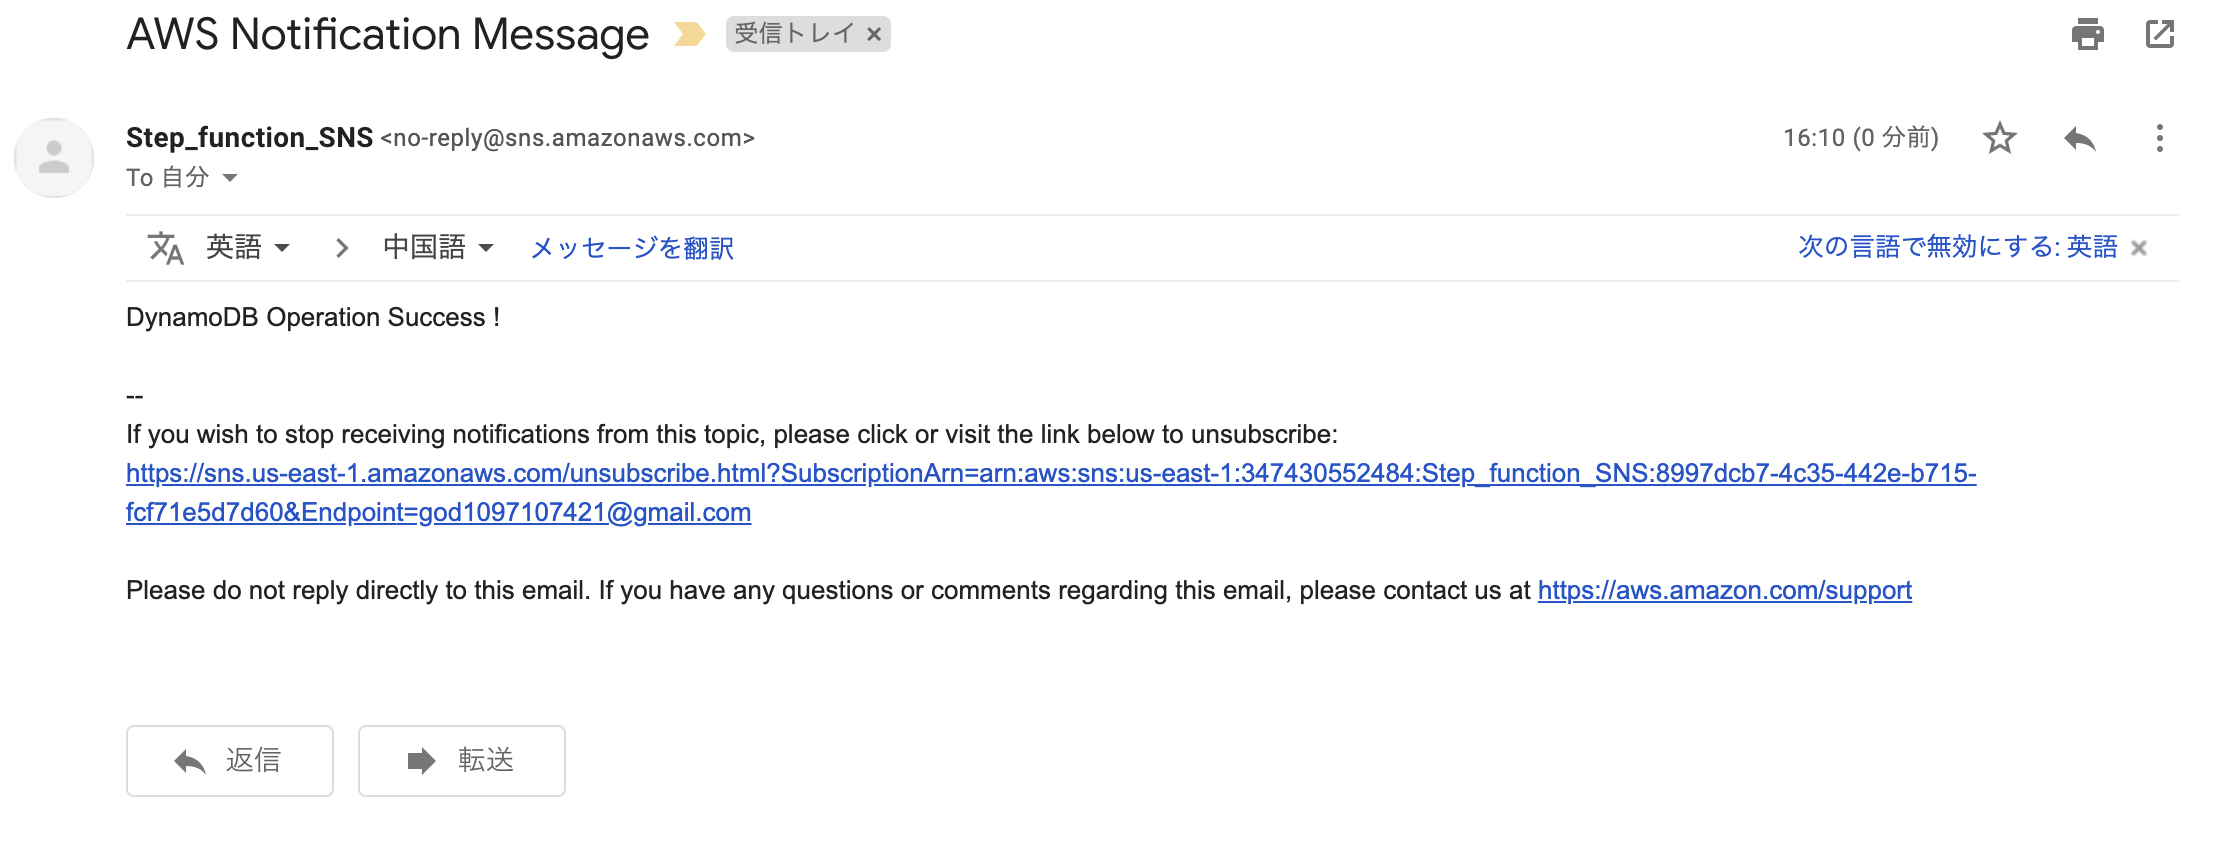 AWS Notification Message 受信トレイ ×
Step_function_SNS <no-reply@sns.amazonaws.com> 16:10 (0 分前)
To 自分
文A 英語 > 中国語 メッセージを翻訳 次の言語で無効にする: 英語 ×
DynamoDB Operation Success !
--
If you wish to stop receiving notifications from this topic, please click or visit the link below to unsubscribe:
https://sns.us-east-1.amazonaws.com/unsubscribe.html?SubscriptionArn=arn:aws:sns:us-east-1:347430552484:Step_function_SNS:8997dcb7-4c35-442e-b715-
fcf71e5d7d60&Endpoint=god1097107421@gmail.com
Please do not reply directly to this email. If you have any questions or comments regarding this email, please contact us at https://aws.amazon.com/support
返信 転送